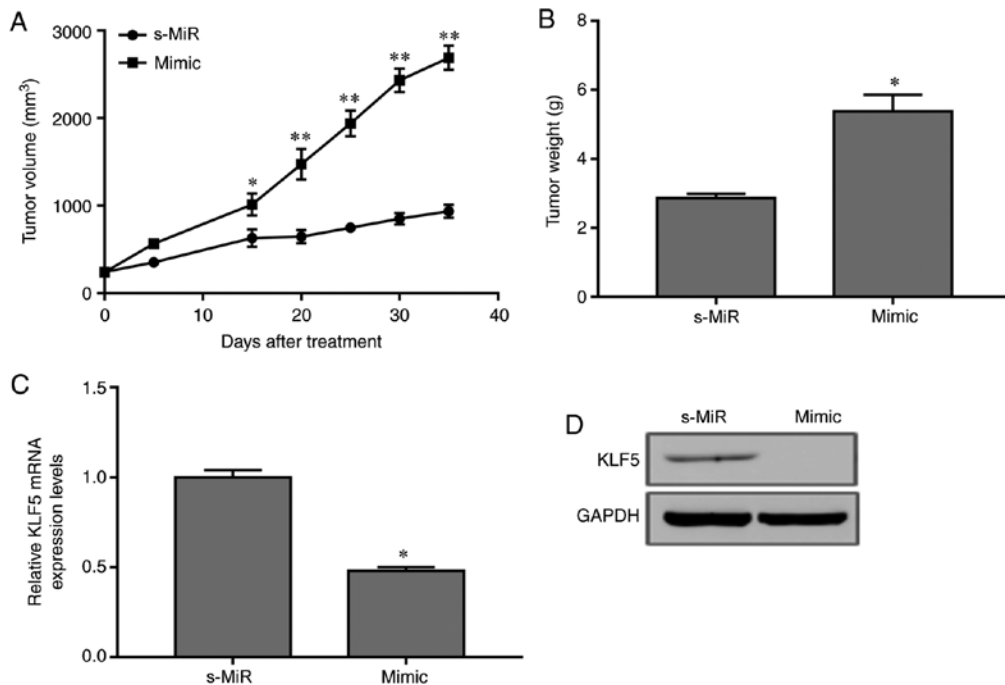 A
s-MiR
Mimic
Tumor volume (mm³)
3000
2000
1000
0
0
10
20
30
40
*
**
**
**
**
Days after treatment
B
Tumor weight (g)
8
6
4
2
0
*
s-MiR
Mimic
C
Relative KLF5 mRNA
expression levels
1.5
1.0
0.5
0.0
*
s-MiR
Mimic
D
s-MiR
Mimic
KLF5
GAPDH